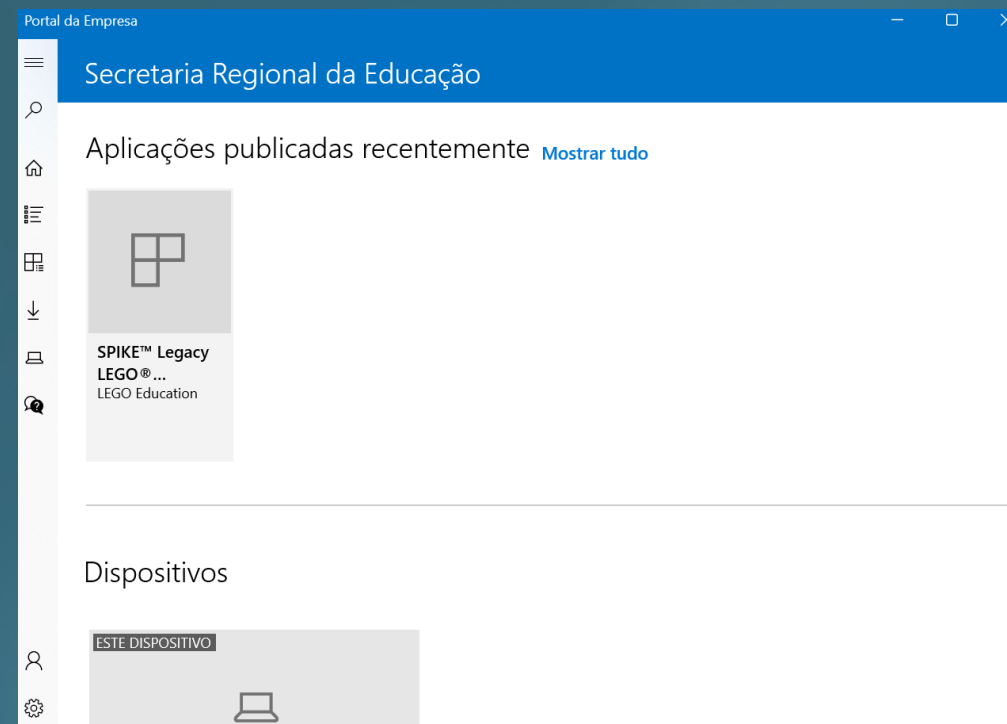 Portal da Empresa
Secretaria Regional da Educação
Aplicações publicadas recentemente Mostrar tudo
SPIKE™ Legacy
LEGO® ...
LEGO Education
Dispositivos
ESTE DISPOSITIVO